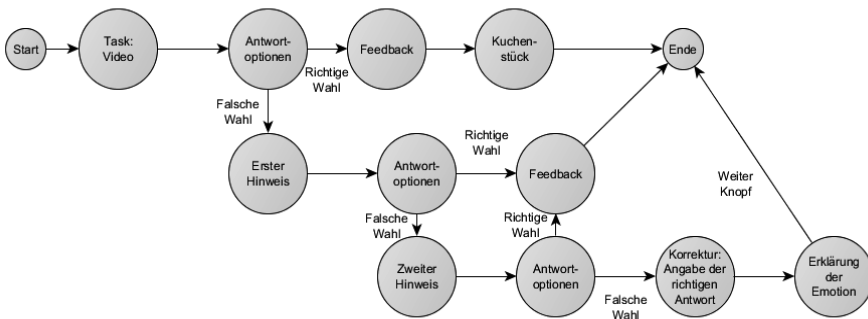 Start
Task:
Video
Antwort-
optionen
Richtige
Wahl
Feedback
Kuchen-
stück
Ende
Falsche
Wahl
Erster
Hinweis
Antwort-
optionen
Richtige
Wahl
Feedback
Weiter
Knopf
Falsche
Wahl
Richtige
Wahl
Zweiter
Hinweis
Antwort-
optionen
Falsche
Wahl
Korrektur:
Angabe der
richtigen
Antwort
Erklärung
der
Emotion